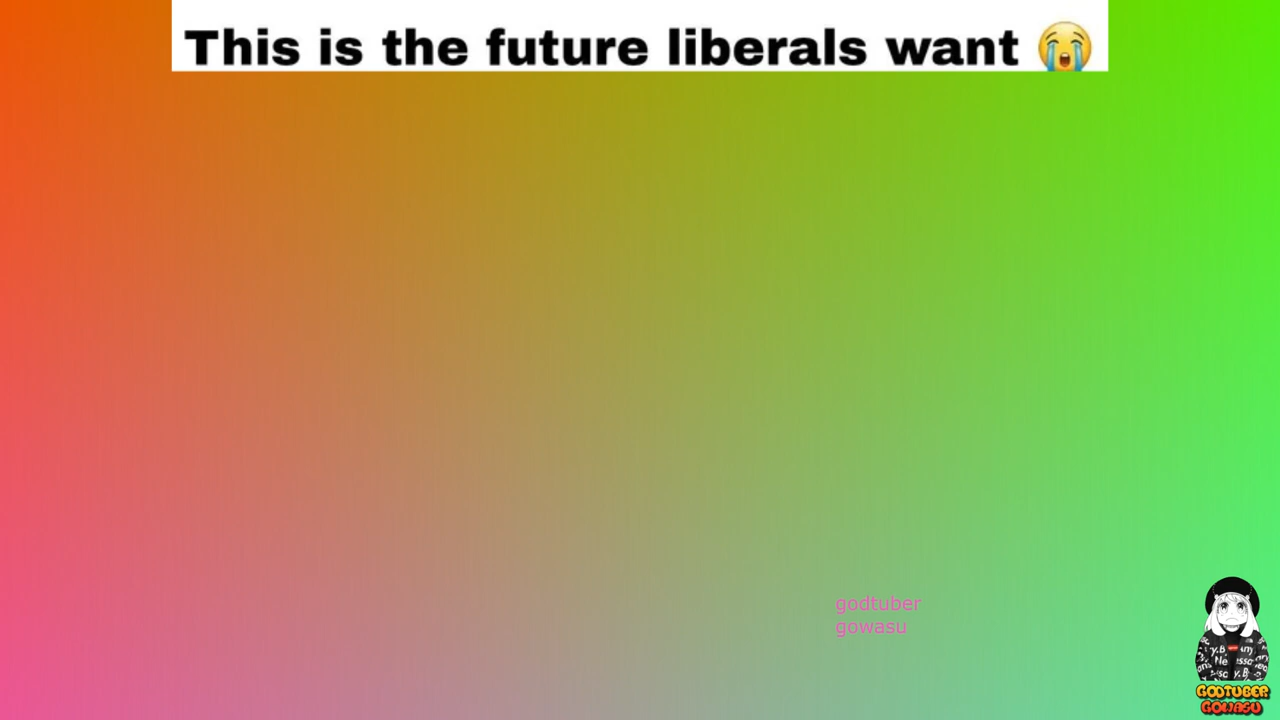 This is the future liberals want 😭
godtuber
gowasu
GODTUBER
GOWASU